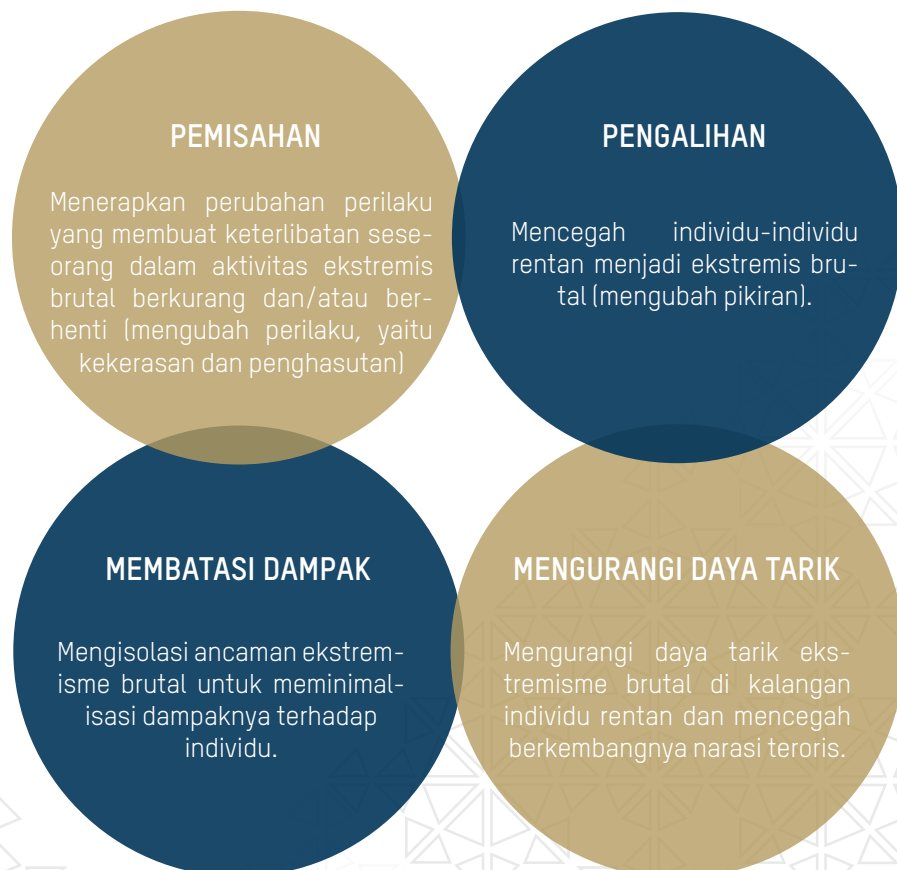 PEMISAHAN
Menerapkan perubahan perilaku
yang membuat keterlibatan sese-
orang dalam aktivitas ekstremis
brutal berkurang dan/atau ber-
henti (mengubah perilaku, yaitu
kekerasan dan penghasutan)
PENGALIHAN
Mencegah individu-individu
rentan menjadi ekstremis bru-
tal (mengubah pikiran).
MEMBATASI DAMPAK
Mengisolasi ancaman ekstrem-
isme brutal untuk meminimal-
isasi dampaknya terhadap
individu.
MENGURANGI DAYA TARIK
Mengurangi daya tarik eks-
tremisme brutal di kalangan
individu rentan dan mencegah
berkembangnya narasi teroris.